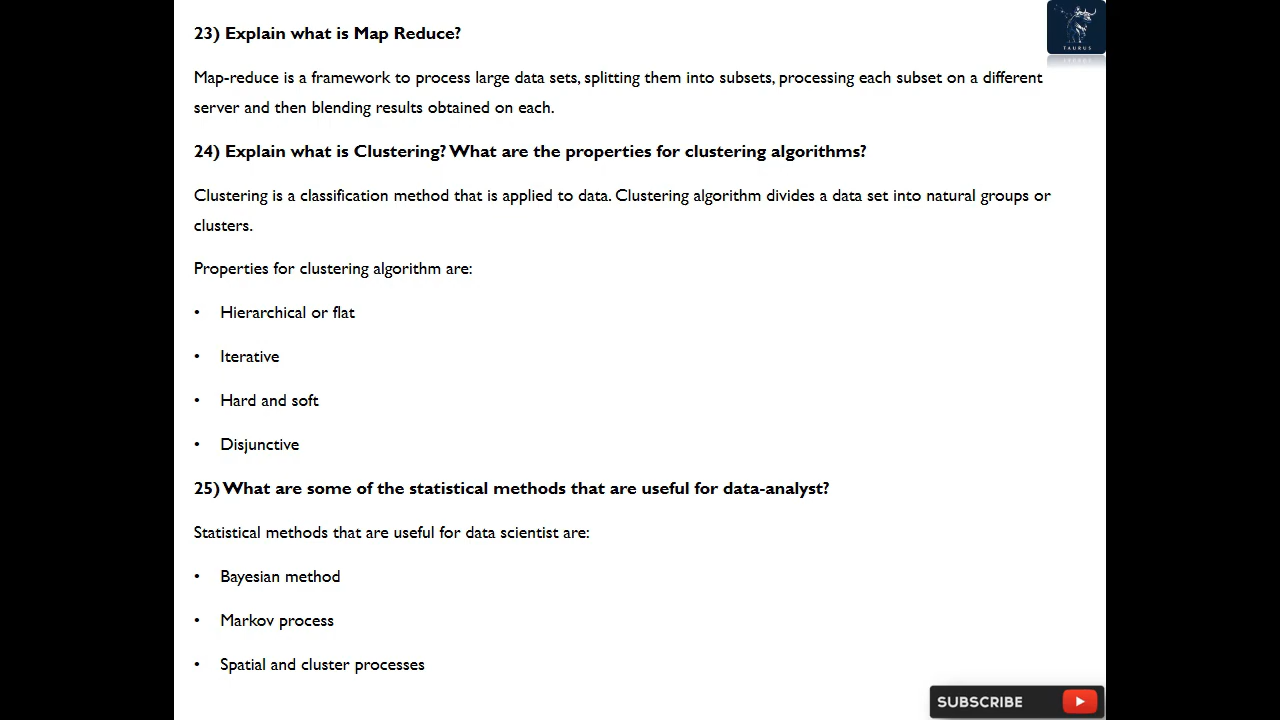 23) Explain what is Map Reduce?
TAURUS
Map-reduce is a framework to process large data sets, splitting them into subsets, processing each subset on a different
server and then blending results obtained on each.
24) Explain what is Clustering? What are the properties for clustering algorithms?
Clustering is a classification method that is applied to data. Clustering algorithm divides a data set into natural groups or
clusters.
Properties for clustering algorithm are:
• Hierarchical or flat
• Iterative
• Hard and soft
• Disjunctive
25) What are some of the statistical methods that are useful for data-analyst?
Statistical methods that are useful for data scientist are:
• Bayesian method
• Markov process
• Spatial and cluster processes
SUBSCRIBE